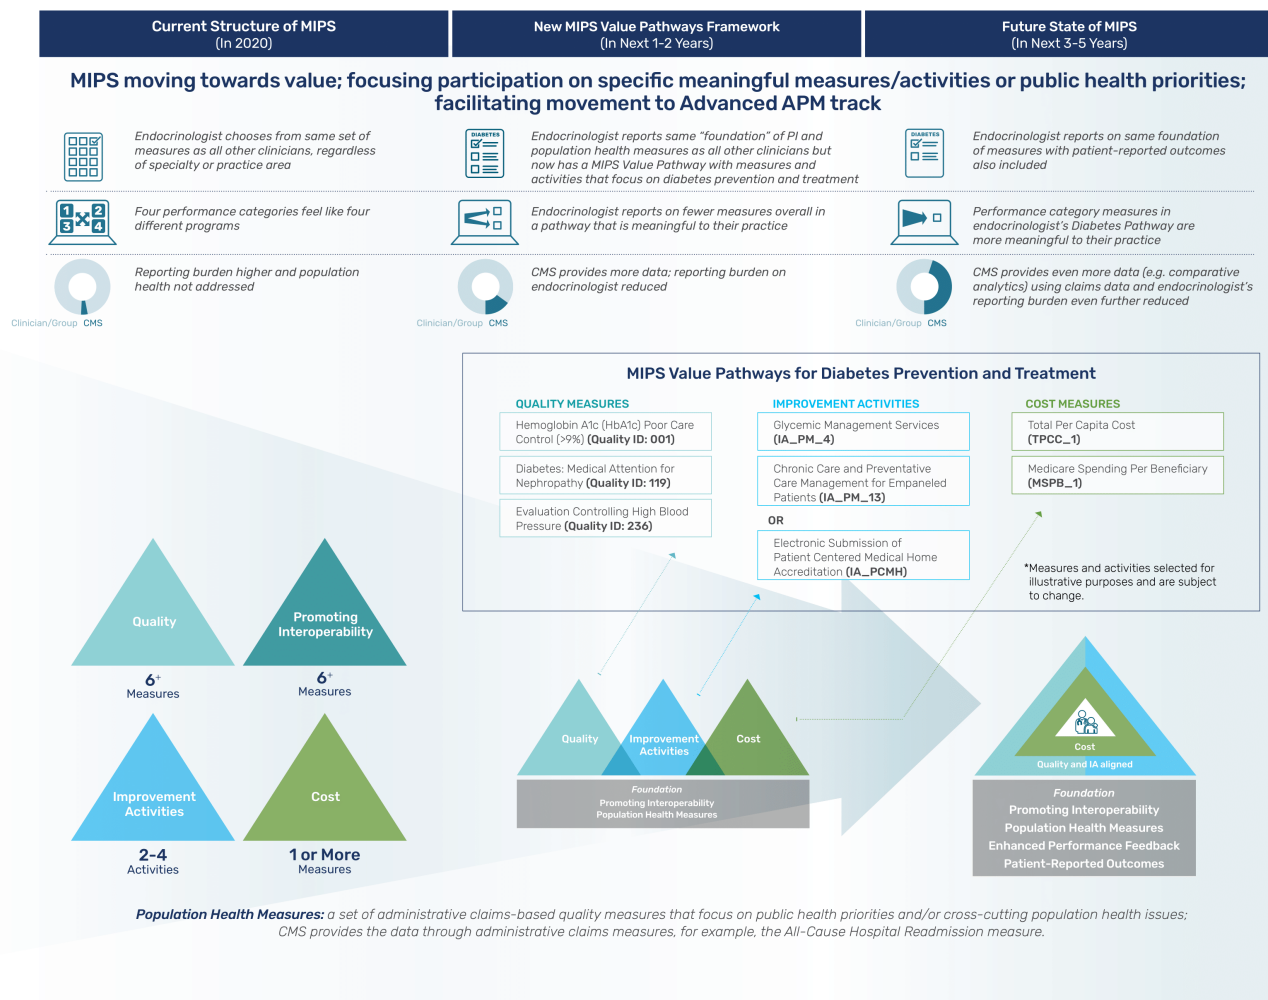 Current Structure of MIPS
(In 2020)
New MIPS Value Pathways Framework
(In Next 1-2 Years)
Future State of MIPS
(In Next 3-5 Years)
MIPS moving towards value; focusing participation on specific meaningful measures/activities or public health priorities;
facilitating movement to Advanced APM track
Endocrinologist chooses from same set of
measures as all other clinicians, regardless
of specialty or practice area
DIABETES
Endocrinologist reports same “foundation” of PI and
population health measures as all other clinicians but
now has a MIPS Value Pathway with measures and
activities that focus on diabetes prevention and treatment
DIABETES
Endocrinologist reports on same foundation
of measures with patient-reported outcomes
also included
1 2
3 4
Four performance categories feel like four
different programs
Endocrinologist reports on fewer measures overall in
a pathway that is meaningful to their practice
Performance category measures in
endocrinologist’s Diabetes Pathway are
more meaningful to their practice
Reporting burden higher and population
health not addressed
Clinician/Group CMS
CMS provides more data; reporting burden on
endocrinologist reduced
Clinician/Group CMS
CMS provides even more data (e.g. comparative
analytics) using claims data and endocrinologist’s
reporting burden even further reduced
Clinician/Group CMS
MIPS Value Pathways for Diabetes Prevention and Treatment
QUALITY MEASURES
Hemoglobin A1c (HbA1c) Poor Care
Control (>9%) (Quality ID: 001)
Diabetes: Medical Attention for
Nephropathy (Quality ID: 119)
Evaluation Controlling High Blood
Pressure (Quality ID: 236)
IMPROVEMENT ACTIVITIES
Glycemic Management Services
(IA_PM_4)
Chronic Care and Preventative
Care Management for Empaneled
Patients (IA_PM_13)
OR
Electronic Submission of
Patient Centered Medical Home
Accreditation (IA_PCMH)
COST MEASURES
Total Per Capita Cost
(TPCC_1)
Medicare Spending Per Beneficiary
(MSPB_1)
*Measures and activities selected for
illustrative purposes and are subject
to change.
Quality
6+
Measures
Promoting
Interoperability
6+
Measures
Improvement
Activities
2-4
Activities
Cost
1 or More
Measures
Quality
Improvement
Activities
Cost
Foundation
Promoting Interoperability
Population Health Measures
Cost
Quality and IA aligned
Foundation
Promoting Interoperability
Population Health Measures
Enhanced Performance Feedback
Patient-Reported Outcomes
Population Health Measures: a set of administrative claims-based quality measures that focus on public health priorities and/or cross-cutting population health issues;
CMS provides the data through administrative claims measures, for example, the All-Cause Hospital Readmission measure.